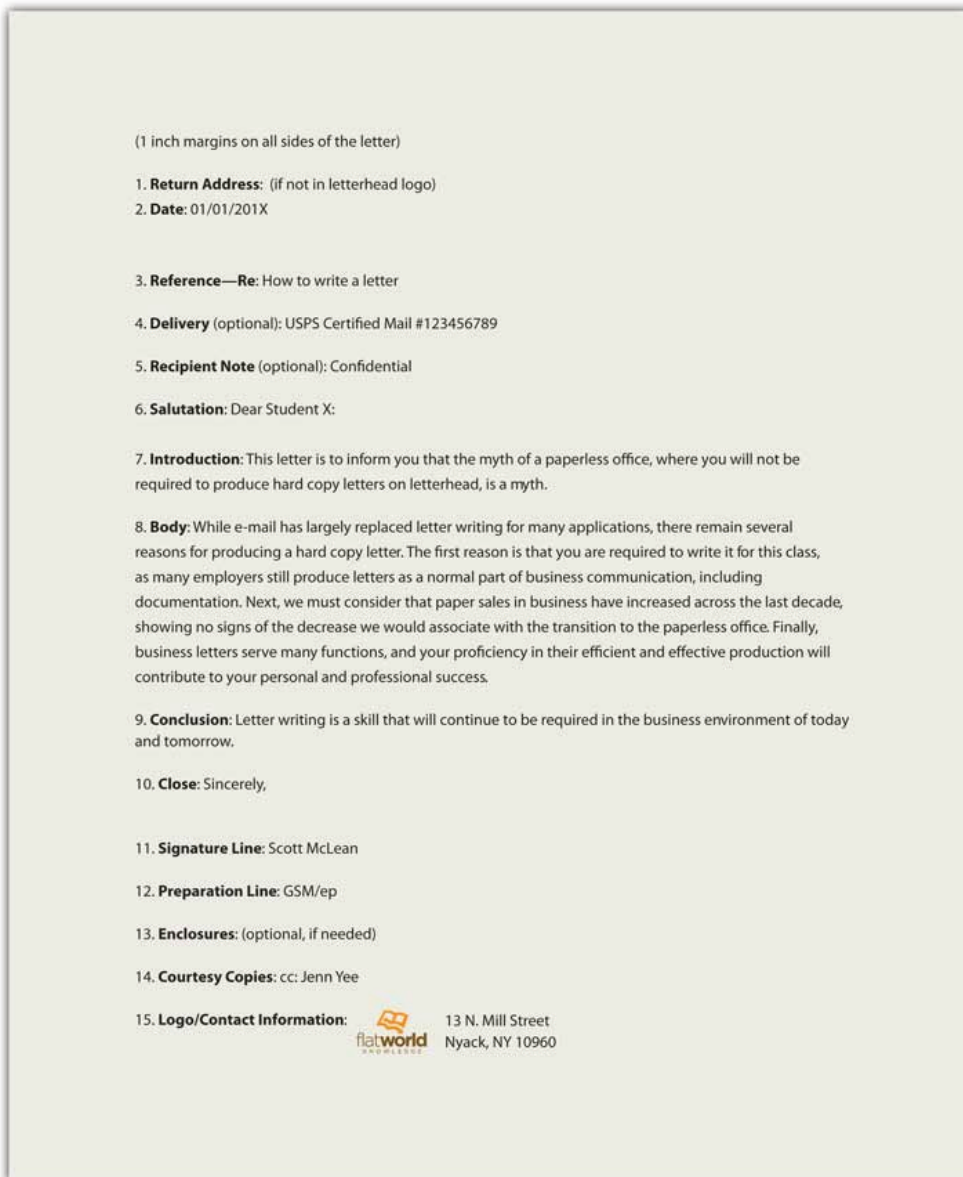 (1 inch margins on all sides of the letter)
1. Return Address: (if not in letterhead logo)
2. Date: 01/01/201X
3. Reference—Re: How to write a letter
4. Delivery (optional): USPS Certified Mail #123456789
5. Recipient Note (optional): Confidential
6. Salutation: Dear Student X:
7. Introduction: This letter is to inform you that the myth of a paperless office, where you will not be
required to produce hard copy letters on letterhead, is a myth.
8. Body: While e-mail has largely replaced letter writing for many applications, there remain several
reasons for producing a hard copy letter. The first reason is that you are required to write it for this class,
as many employers still produce letters as a normal part of business communication, including
documentation. Next, we must consider that paper sales in business have increased across the last decade,
showing no signs of the decrease we would associate with the transition to the paperless office. Finally,
business letters serve many functions, and your proficiency in their efficient and effective production will
contribute to your personal and professional success.
9. Conclusion: Letter writing is a skill that will continue to be required in the business environment of today
and tomorrow.
10. Close: Sincerely,
11. Signature Line: Scott McLean
12. Preparation Line: GSM/ep
13. Enclosures: (optional, if needed)
14. Courtesy Copies: cc: Jenn Yee
15. Logo/Contact Information:
flatworld
KNOWLEDGE
13 N. Mill Street
Nyack, NY 10960